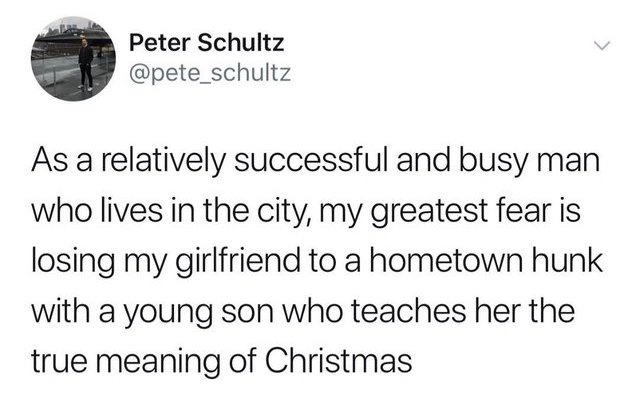 Peter Schultz
@pete_schultz
As a relatively successful and busy man
who lives in the city, my greatest fear is
losing my girlfriend to a hometown hunk
with a young son who teaches her the
true meaning of Christmas